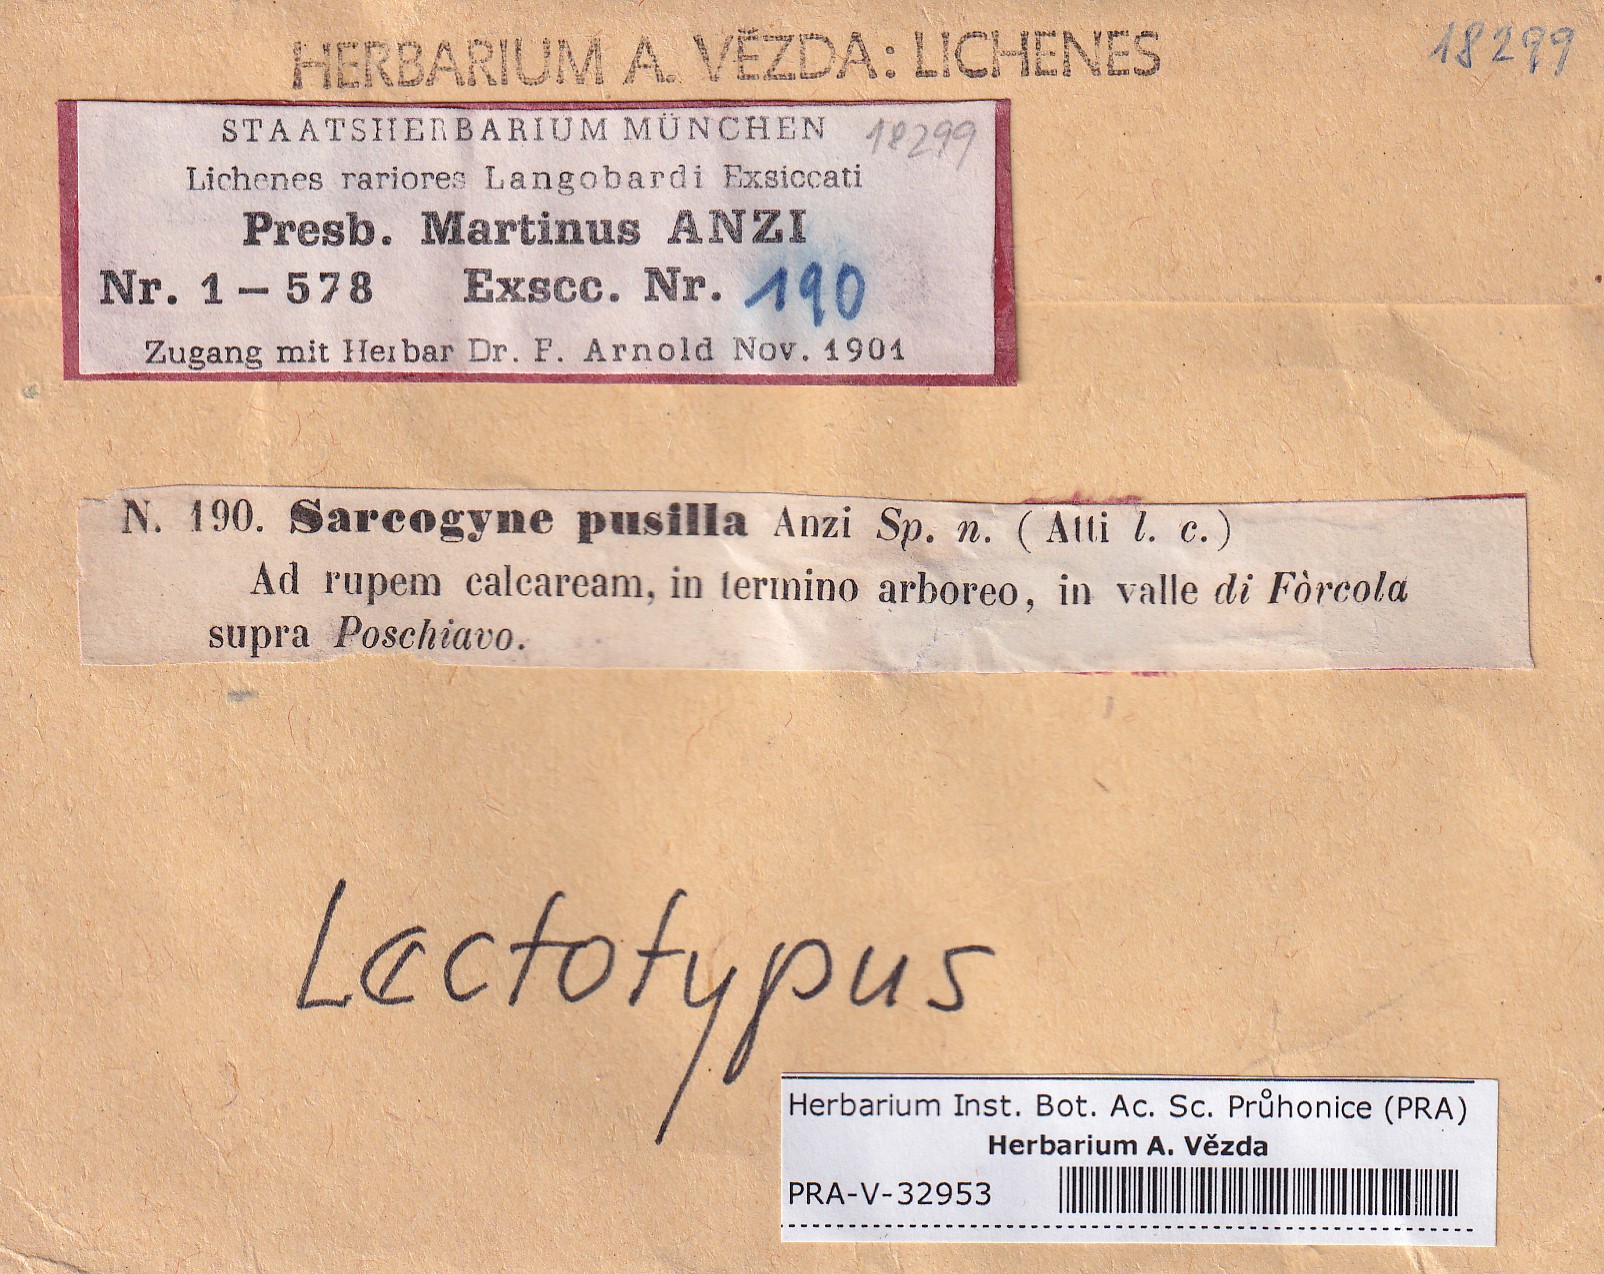 HERBARIUM A. VĚZDA: LICHENES
18299
STAATSHERBARIUM MÜNCHEN
18299
Lichenes rariores Langobardi Exsiccati
Presb. Martinus ANZI
Nr. 1 – 578 Exscc. Nr. 190
Zugang mit Herbar Dr. F. Arnold Nov. 1901
N. 190. Sarcogyne pusilla Anzi Sp. n. (Atti l. c.)
Ad rupem calcaream, in termino arboreo, in valle di Fòrcola
supra Poschiavo.
Lectotypus
Herbarium Inst. Bot. Ac. Sc. Průhonice (PRA)
Herbarium A. Vězda
PRA-V-32953